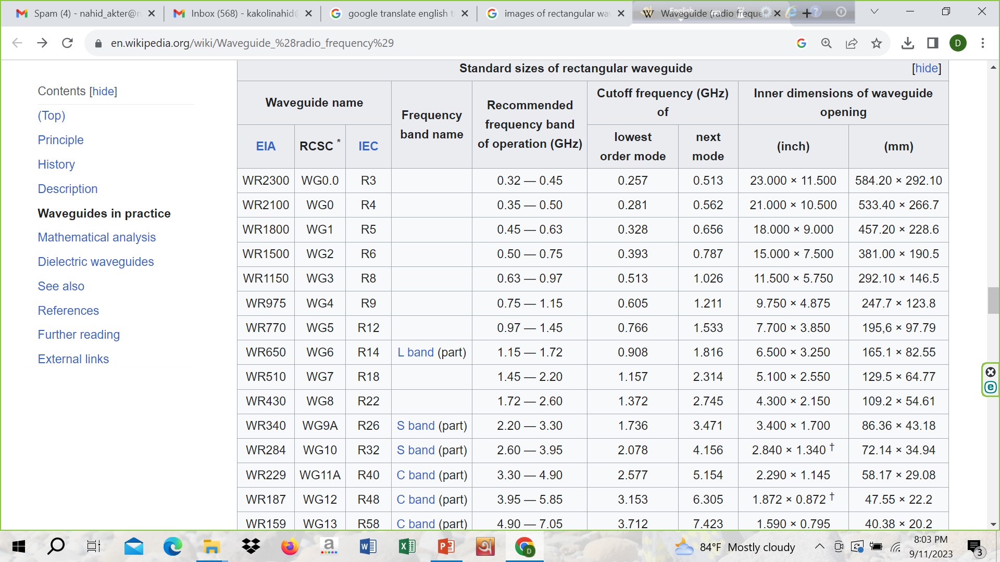 Spam (4) - nahid_akter@n
Inbox (568) - kakolinahid@
google translate english t
images of rectangular wa
Waveguide (radio freque
en.wikipedia.org/wiki/Waveguide_%28radio_frequency%29
D
Contents [hide]
(Top)
Principle
History
Description
Waveguides in practice
Mathematical analysis
Dielectric waveguides
See also
References
Further reading
External links
Standard sizes of rectangular waveguide [hide]
Waveguide name
Frequency band name
Recommended frequency band of operation (GHz)
Cutoff frequency (GHz) of
Inner dimensions of waveguide opening
EIA RCSC * IEC lowest order mode next mode (inch) (mm)
WR2300 WG0.0 R3 0.32 — 0.45 0.257 0.513 23.000 × 11.500 584.20 × 292.10
WR2100 WG0 R4 0.35 — 0.50 0.281 0.562 21.000 × 10.500 533.40 × 266.7
WR1800 WG1 R5 0.45 — 0.63 0.328 0.656 18.000 × 9.000 457.20 × 228.6
WR1500 WG2 R6 0.50 — 0.75 0.393 0.787 15.000 × 7.500 381.00 × 190.5
WR1150 WG3 R8 0.63 — 0.97 0.513 1.026 11.500 × 5.750 292.10 × 146.5
WR975 WG4 R9 0.75 — 1.15 0.605 1.211 9.750 × 4.875 247.7 × 123.8
WR770 WG5 R12 0.97 — 1.45 0.766 1.533 7.700 × 3.850 195,6 × 97.79
WR650 WG6 R14 L band (part) 1.15 — 1.72 0.908 1.816 6.500 × 3.250 165.1 × 82.55
WR510 WG7 R18 1.45 — 2.20 1.157 2.314 5.100 × 2.550 129.5 × 64.77
WR430 WG8 R22 1.72 — 2.60 1.372 2.745 4.300 × 2.150 109.2 × 54.61
WR340 WG9A R26 S band (part) 2.20 — 3.30 1.736 3.471 3.400 × 1.700 86.36 × 43.18
WR284 WG10 R32 S band (part) 2.60 — 3.95 2.078 4.156 2.840 × 1.340 † 72.14 × 34.94
WR229 WG11A R40 C band (part) 3.30 — 4.90 2.577 5.154 2.290 × 1.145 58.17 × 29.08
WR187 WG12 R48 C band (part) 3.95 — 5.85 3.153 6.305 1.872 × 0.872 † 47.55 × 22.2
WR159 WG13 R58 C band (part) 4.90 — 7.05 3.712 7.423 1.590 × 0.795 40.38 × 20.2
84°F Mostly cloudy
8:03 PM
9/11/2023
3